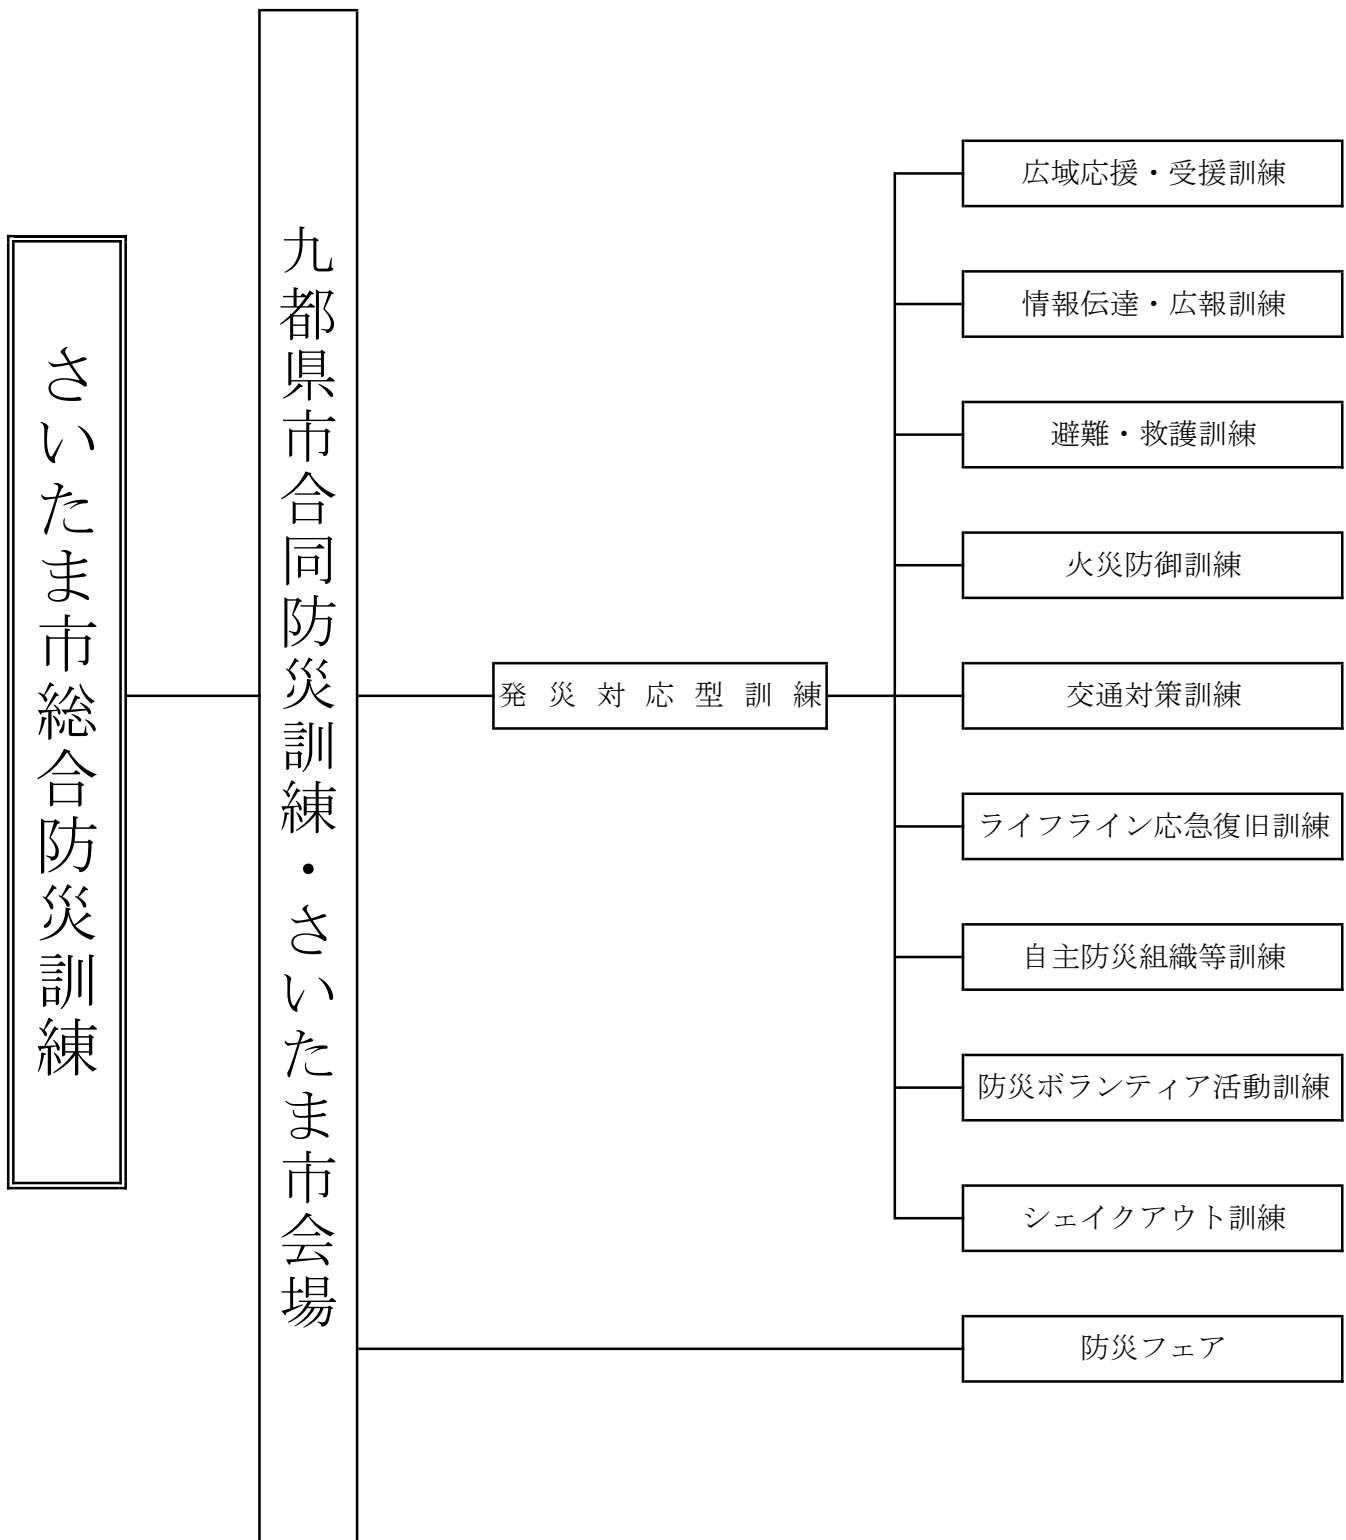 さいたま市総合防災訓練
九都県市合同防災訓練・さいたま市会場
発災対応型訓練
広域応援・受援訓練
情報伝達・広報訓練
避難・救護訓練
火災防御訓練
交通対策訓練
ライフライン応急復旧訓練
自主防災組織等訓練
防災ボランティア活動訓練
シェイクアウト訓練
防災フェア